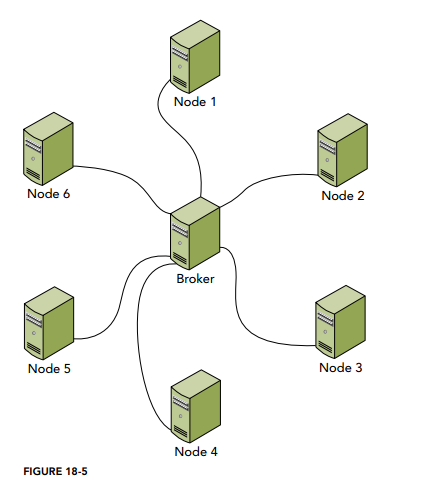 Node 1
Node 6
Node 2
Broker
Node 5
Node 3
Node 4
FIGURE 18-5